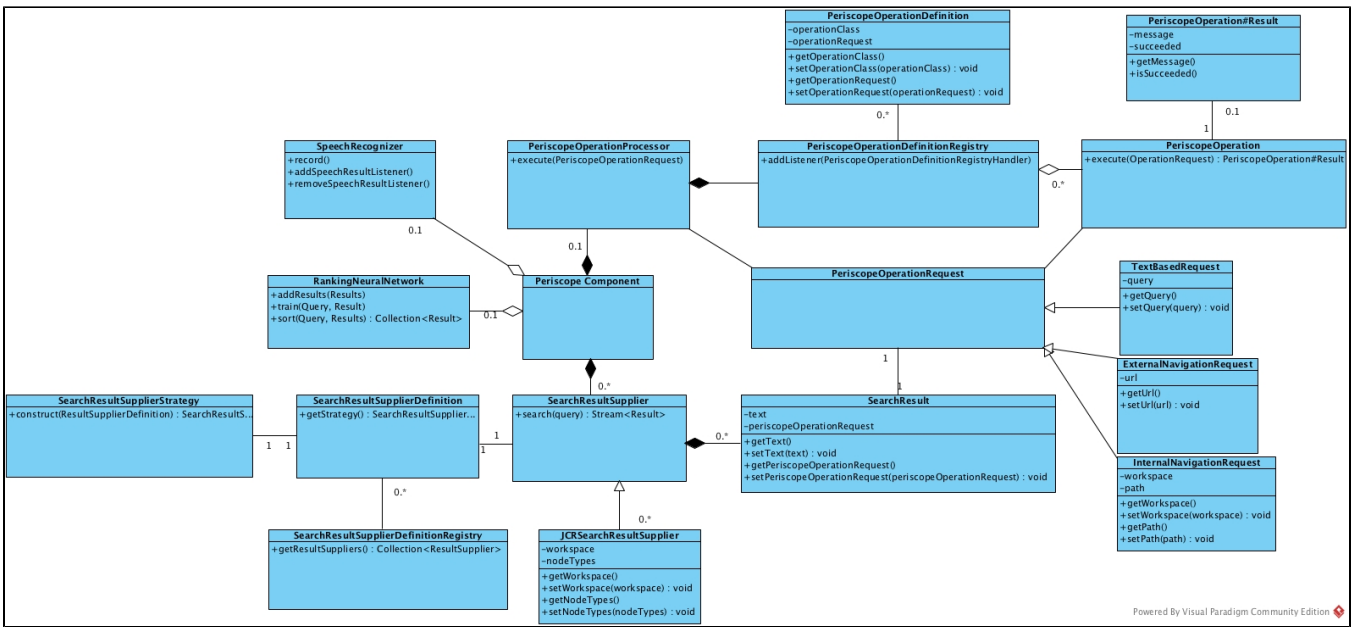 PeriscopeOperationDefinition
-operationClass
-operationRequest
+getOperationClass()
+setOperationClass(operationClass) : void
+getOperationRequest()
+setOperationRequest(operationRequest) : void
PeriscopeOperation#Result
-message
-succeeded
+getMessage()
+isSucceeded()
0.*
0.1
1
SpeechRecognizer
+record()
+addSpeechResultListener()
+removeSpeechResultListener()
PeriscopeOperationProcessor
+execute(PeriscopeOperationRequest)
PeriscopeOperationDefinitionRegistry
+addListener(PeriscopeOperationDefinitionRegistryHandler)
PeriscopeOperation
+execute(OperationRequest) : PeriscopeOperation#Result
0.*
0.1
0.1
RankingNeuralNetwork
+addResults(Results)
+train(Query, Result)
+sort(Query, Results) : Collection<Result>
0.1
Periscope Component
PeriscopeOperationRequest
TextBasedRequest
-query
+getQuery()
+setQuery(query) : void
1
1
ExternalNavigationRequest
-url
+getUrl()
+setUrl(url) : void
0.*
SearchResultSupplierStrategy
+construct(ResultSupplierDefinition) : SearchResultS...
1
1
SearchResultSupplierDefinition
+getStrategy() : SearchResultSupplier...
1
1
SearchResultSupplier
+search(query) : Stream<Result>
0.*
SearchResult
-text
-periscopeOperationRequest
+getText()
+setText(text) : void
+getPeriscopeOperationRequest()
+setPeriscopeOperationRequest(periscopeOperationRequest) : void
InternalNavigationRequest
-workspace
-path
+getWorkspace()
+setWorkspace(workspace) : void
+getPath()
+setPath(path) : void
0.*
0.*
SearchResultSupplierDefinitionRegistry
+getResultSuppliers() : Collection<ResultSupplier>
JCRSearchResultSupplier
-workspace
-nodeTypes
+getWorkspace()
+setWorkspace(workspace) : void
+getNodeTypes()
+setNodeTypes(nodeTypes) : void
Powered By Visual Paradigm Community Edition